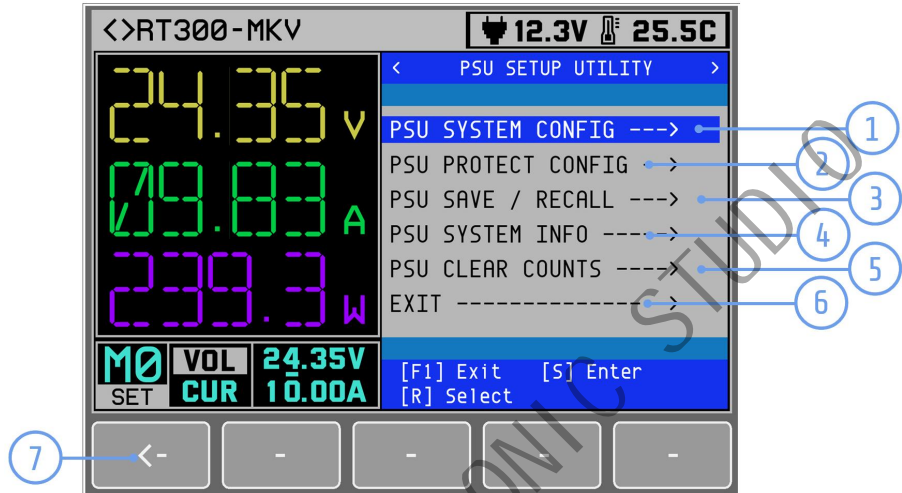 <>RT300-MKV
12.3V 25.5C
24.35 V
09.83 A
239.3 W
M0 SET
VOL 24.35V
CUR 10.00A
< PSU SETUP UTILITY >
PSU SYSTEM CONFIG --->
PSU PROTECT CONFIG -->
PSU SAVE / RECALL --->
PSU SYSTEM INFO ----->
PSU CLEAR COUNTS ---->
EXIT ---------------->
[F1] Exit [S] Enter
[R] Select
<- - - - -
1
2
3
4
5
6
7
ONIC STUDIO